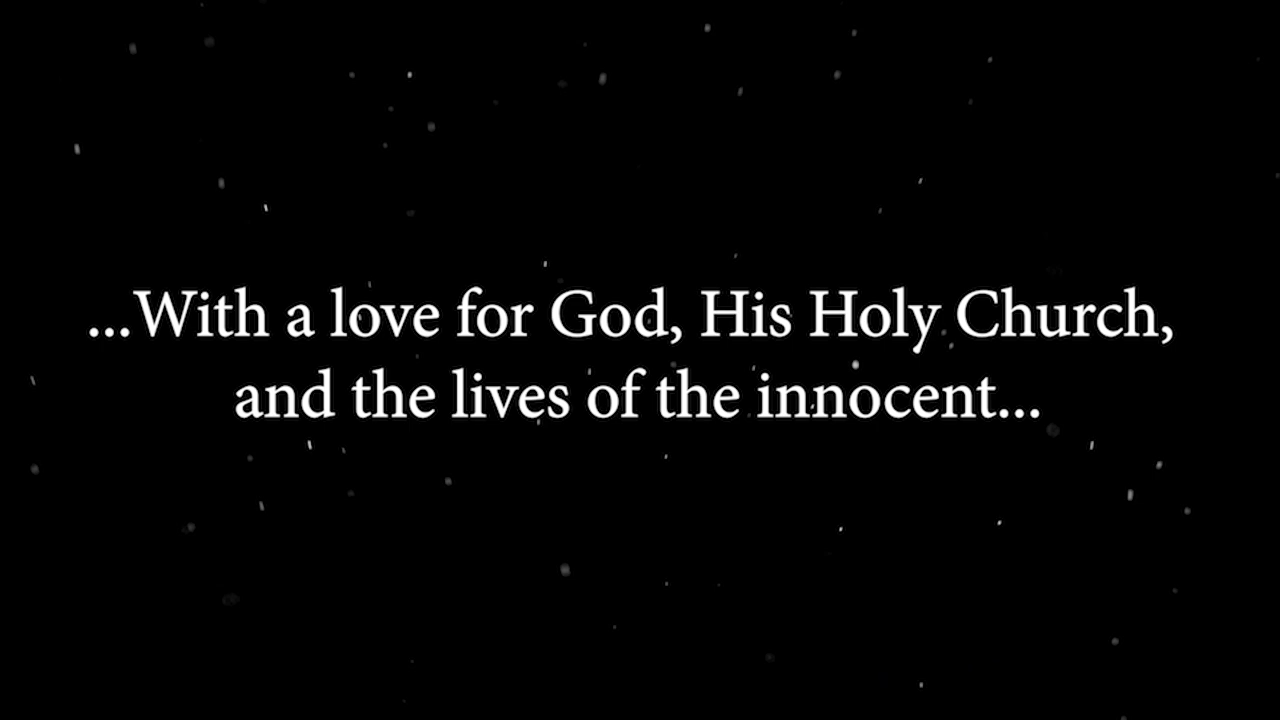 ...With a love for God, His Holy Church,
and the lives of the innocent...